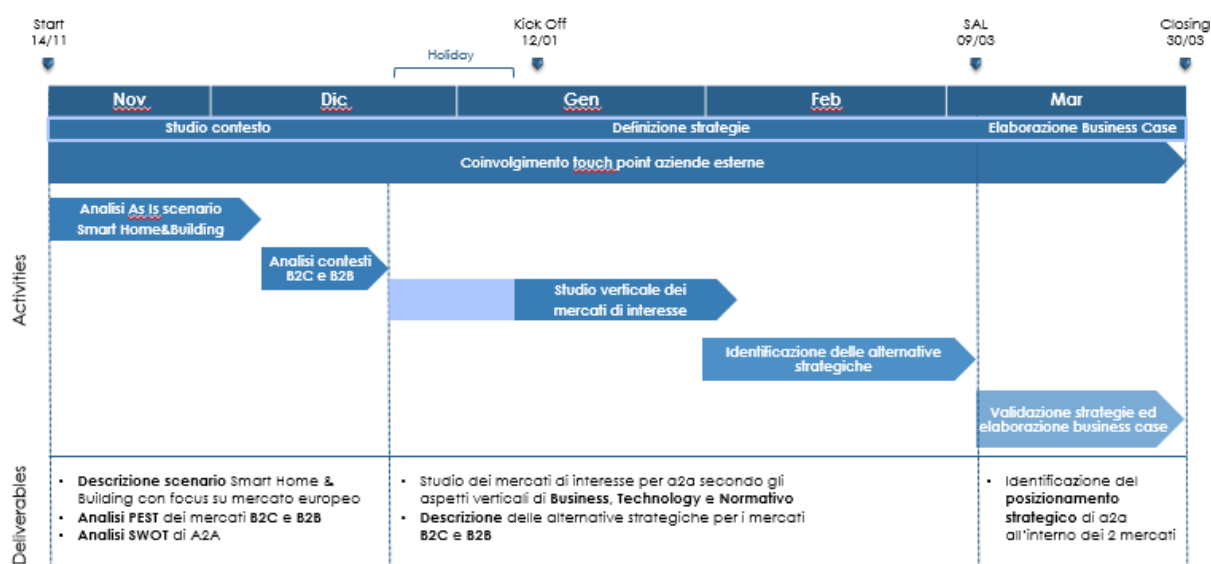 Start
14/11
Kick Off
12/01
SAL
09/03
Closing
30/03
Holiday
Nov
Dic
Gen
Feb
Mar
Studio contesto
Definizione strategie
Elaborazione Business Case
Coinvolgimento touch point aziende esterne
Activities
Analisi As Is scenario
Smart Home&Building
Analisi contesti
B2C e B2B
Studio verticale dei
mercati di interesse
Identificazione delle alternative
strategiche
Validazione strategie ed
elaborazione business case
Deliverables
• Descrizione scenario Smart Home &
Building con focus su mercato europeo
• Analisi PEST dei mercati B2C e B2B
• Analisi SWOT di A2A
• Studio dei mercati di interesse per a2a secondo gli
aspetti verticali di Business, Technology e Normativo
• Descrizione delle alternative strategiche per i mercati
B2C e B2B
• Identificazione del
posizionamento
strategico di a2a
all'interno dei 2 mercati